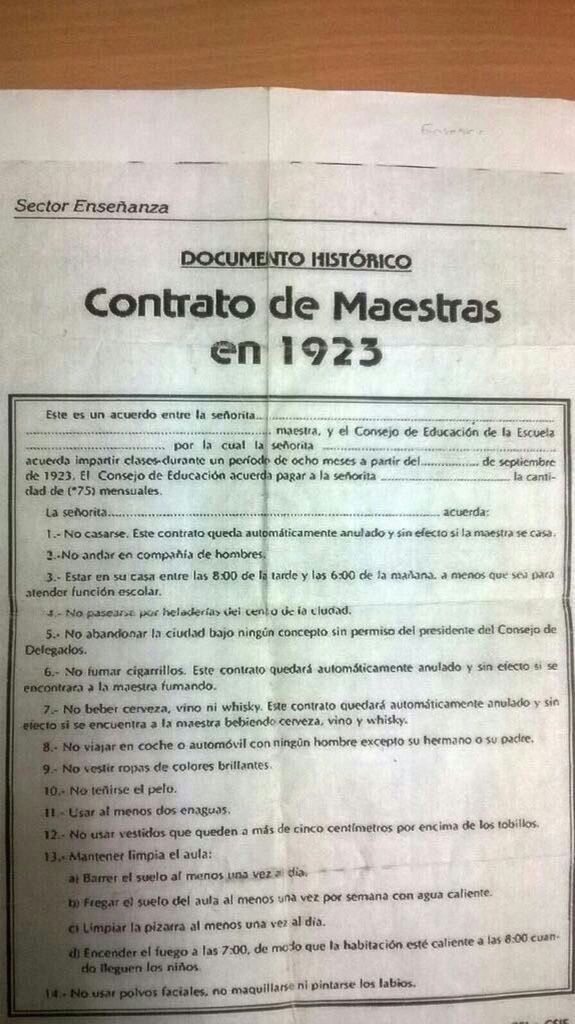 Sector Enseñanza
DOCUMENTO HISTÓRICO
Contrato de Maestras
en 1923
Este es un acuerdo entre la señorita.. ........................................
........................................ maestra, y el Consejo de Educación de la Escuela
........................ por la cual la señorita ........................................
acuerda impartir clases-durante un período de ocho meses a partir del............... de septiembre
de 1923. El Consejo de Educación acuerda pagar a la señorita ........................ la canti-
dad de (*75) mensuales.
La señorita........................................ acuerda:
1.- No casarse. Este contrato queda automáticamente anulado y sin efecto si la maestra se casa.
2.-No andar en compañía de hombres.
3.- Estar en su casa entre las 8:00 de la tarde y las 6:00 de la mañana. a menos que sea para
atender función escolar.
4.- No pasearse por heladerías del cento de la ciudad.
5.- No abandonar la ciudad bajo ningún concepto sin permiso del presidente del Consejo de
Delegados.
6.- No fumar cigarrillos. Este contrato quedará automáticamente anulado y sin efecto si se
encontrara a la maestra fumando.
7.- No beber cerveza, vino ni whisky. Este contrato quedará automáticamente anulado y sin
efecto si se encuentra a la maestra bebiendo cerveza, vino y whisky.
8.- No viajar en coche o automóvil con ningún hombre excepto su hermano o su padre.
9.- No vestir ropas de colores brillantes.
10.- No teñirse el pelo.
11.- Usar al menos dos enaguas.
12.- No usar vestidos que queden a más de cinco centímetros por encima de los tobillos.
13.- Mantener limpia el aula:
a) Barrer el suelo al menos una vez al día.
b) Fregar el suelo del aula al menos una vez por semana con agua caliente.
c) Limpiar la pizarra al menos una vez al día.
d) Encender el fuego a las 7:00, de modo que la habitación esté caliente a las 8:00 cuan-
do lleguen los niños.
14.- No usar polvos faciales, no maquillarse ni pintarse los labios.